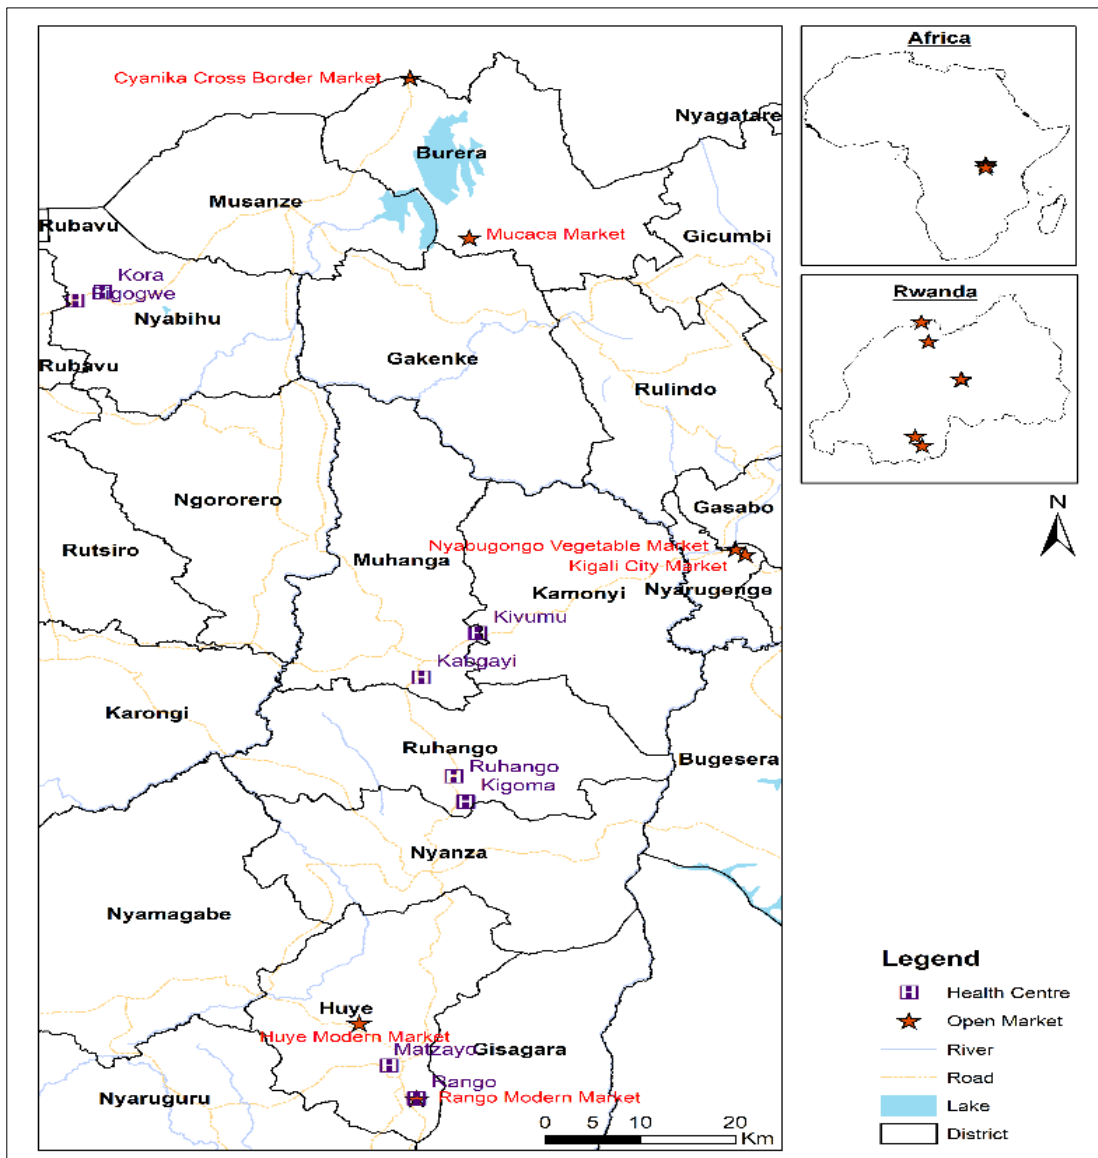 Cyanika Cross Border Market
Nyagatare
Burera
Musanze
Rubavu
Mucaca Market
Gicumbi
Kora
Bigogwe
Nyabihu
Rubavu
Gakenke
Rulindo
Ngororero
Gasabo
Rutsiro
Muhanga
Nyabugongo Vegetable Market
Kigali City Market
Kamonyi
Nyarugenge
Kivumu
Kabgayi
Karongi
Ruhango
Ruhango
Kigoma
Bugesera
Nyanza
Nyamagabe
Huye
Huye Modern Market
Matzayo
Gisagara
Rango
Rango Modern Market
Nyaruguru
0 5 10 20
Km
Africa
Rwanda
N
Legend
Health Centre
Open Market
River
Road
Lake
District